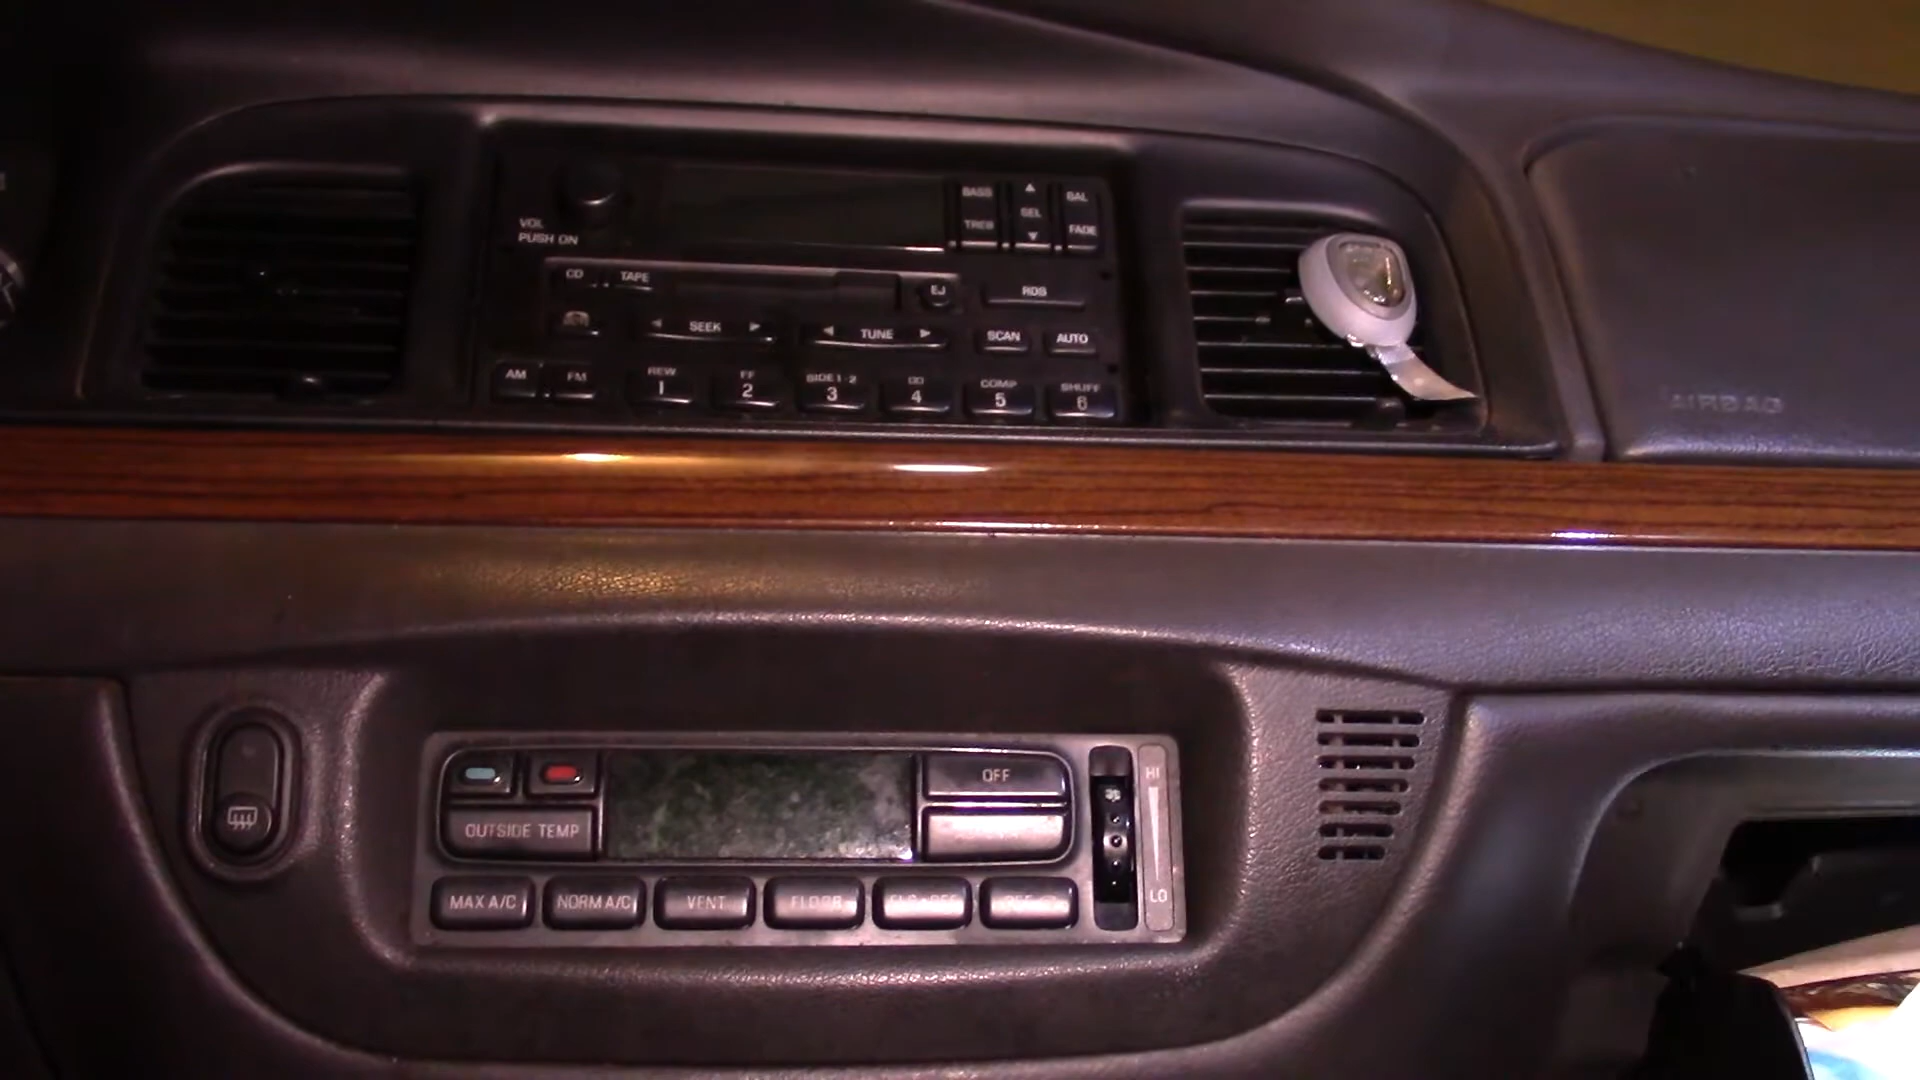 BASS
SEL
BAL
TREB
FADE
VOL
PUSH ON
CD
TAPE
EJ
RDS
SEEK
TUNE
SCAN
AUTO
AM
FM
REW
1
FF
2
SIDE 1 - 2
3
4
COMP
5
SHUFF
6
AIRBAG
OFF
HI
OUTSIDE TEMP
MAX A/C
NORM A/C
VENT
FLOOR
LO